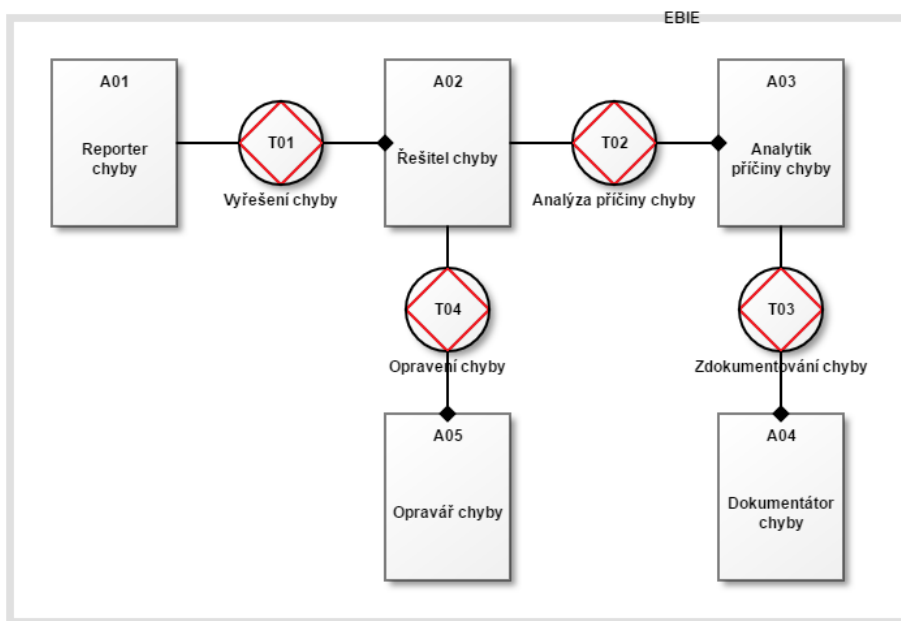 EBIE
A01
Reporter
chyby
T01
Vyřešení chyby
A02
Řešitel chyby
T02
Analýza příčiny chyby
A03
Analytik
příčiny chyby
T04
Opravení chyby
T03
Zdokumentování chyby
A05
Opravář chyby
A04
Dokumentátor
chyby